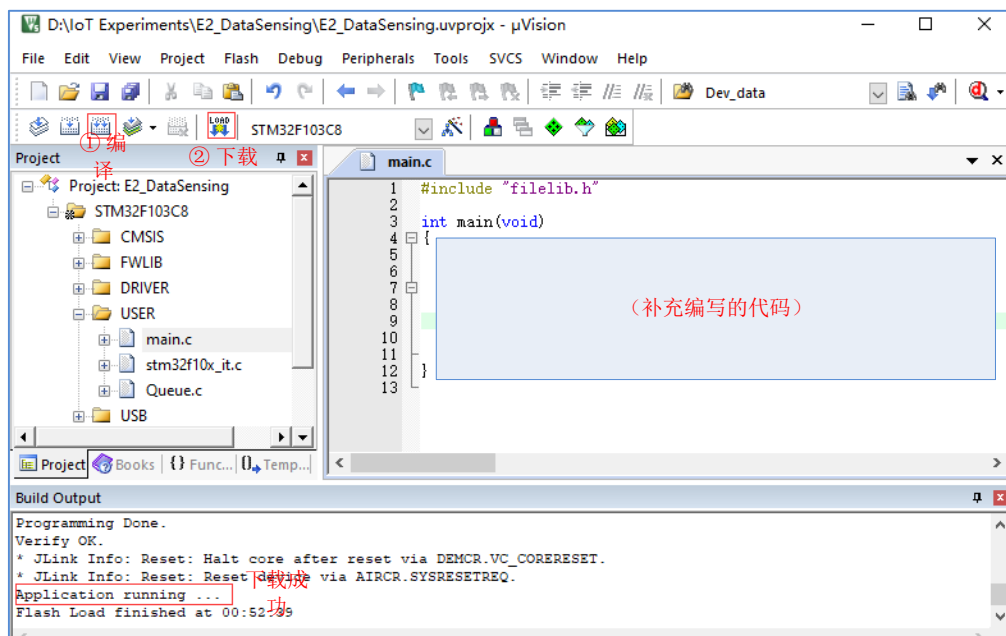 D:\IoT Experiments\E2_DataSensing\E2_DataSensing.uvprojx - µVision
File Edit View Project Flash Debug Peripherals Tools SVCS Window Help
Dev_data
LOAD STM32F103C8
① 编译
② 下载
Project
main.c
Project: E2_DataSensing
STM32F103C8
CMSIS
FWLIB
DRIVER
USER
main.c
stm32f10x_it.c
Queue.c
USB
1 #include "filelib.h"
2
3 int main(void)
4 {
5
6
7
8
9
10
11
12 }
13
（补充编写的代码）
Project Books {} Func... Temp...
Build Output
Programming Done.
Verify OK.
* JLink Info: Reset: Halt core after reset via DEMCR.VC_CORERESET.
* JLink Info: Reset: Reset device via AIRCR.SYSRESETREQ.
Application running ...
下载成功
Flash Load finished at 00:52:39